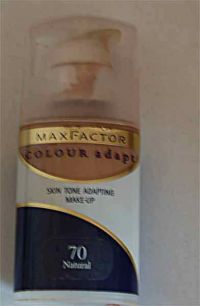 MAXFACTOR
COLOUR adapt
SKIN TONE ADAPTING
MAKE-UP
70
Natural